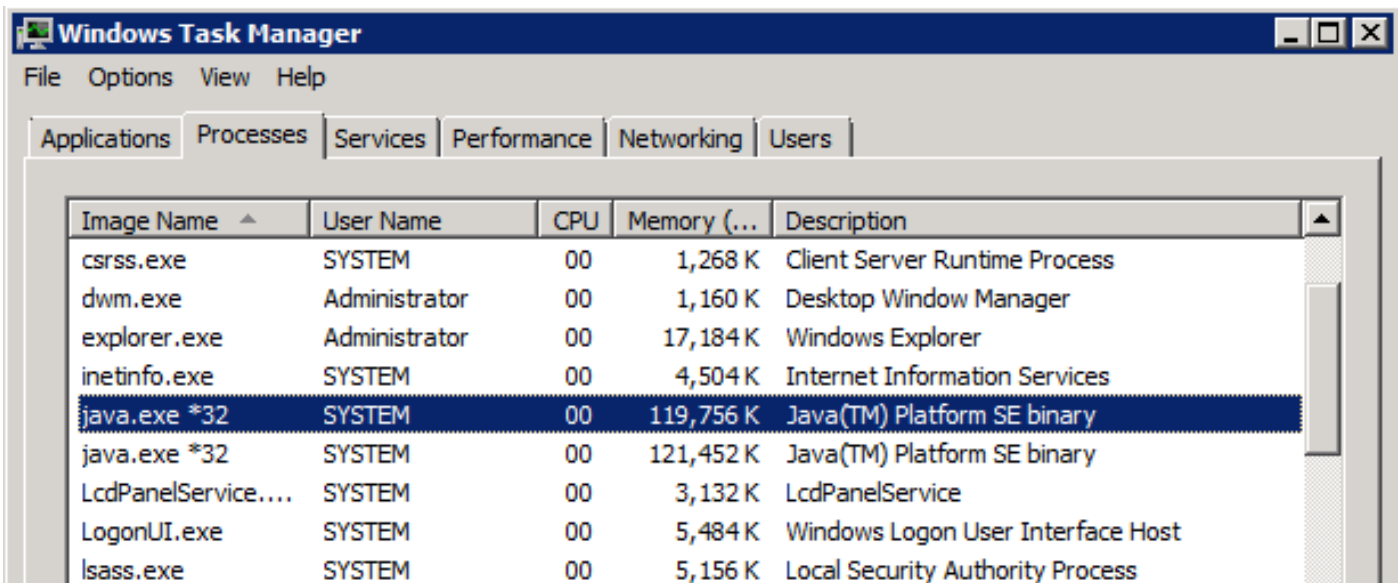 Windows Task Manager
File Options View Help
Applications Processes Services Performance Networking Users
Image Name User Name CPU Memory (... Description
csrss.exe SYSTEM 00 1,268 K Client Server Runtime Process
dwm.exe Administrator 00 1,160 K Desktop Window Manager
explorer.exe Administrator 00 17,184 K Windows Explorer
inetinfo.exe SYSTEM 00 4,504 K Internet Information Services
java.exe *32 SYSTEM 00 119,756 K Java(TM) Platform SE binary
java.exe *32 SYSTEM 00 121,452 K Java(TM) Platform SE binary
LcdPanelService.... SYSTEM 00 3,132 K LcdPanelService
LogonUI.exe SYSTEM 00 5,484 K Windows Logon User Interface Host
lsass.exe SYSTEM 00 5,156 K Local Security Authority Process